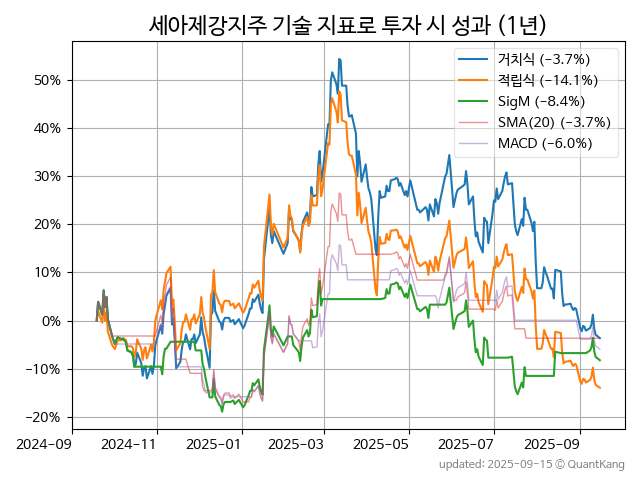 세아제강지주 기술 지표로 투자 시 성과 (1년)
거치식 (−3.7%)
적립식 (−14.1%)
SigM (−8.4%)
SMA(20) (−3.7%)
MACD (−6.0%)
50%
40%
30%
20%
10%
0%
−10%
−20%
2024-09 2024-11 2025-01 2025-03 2025-05 2025-07 2025-09
updated: 2025-09-15 © QuantKang